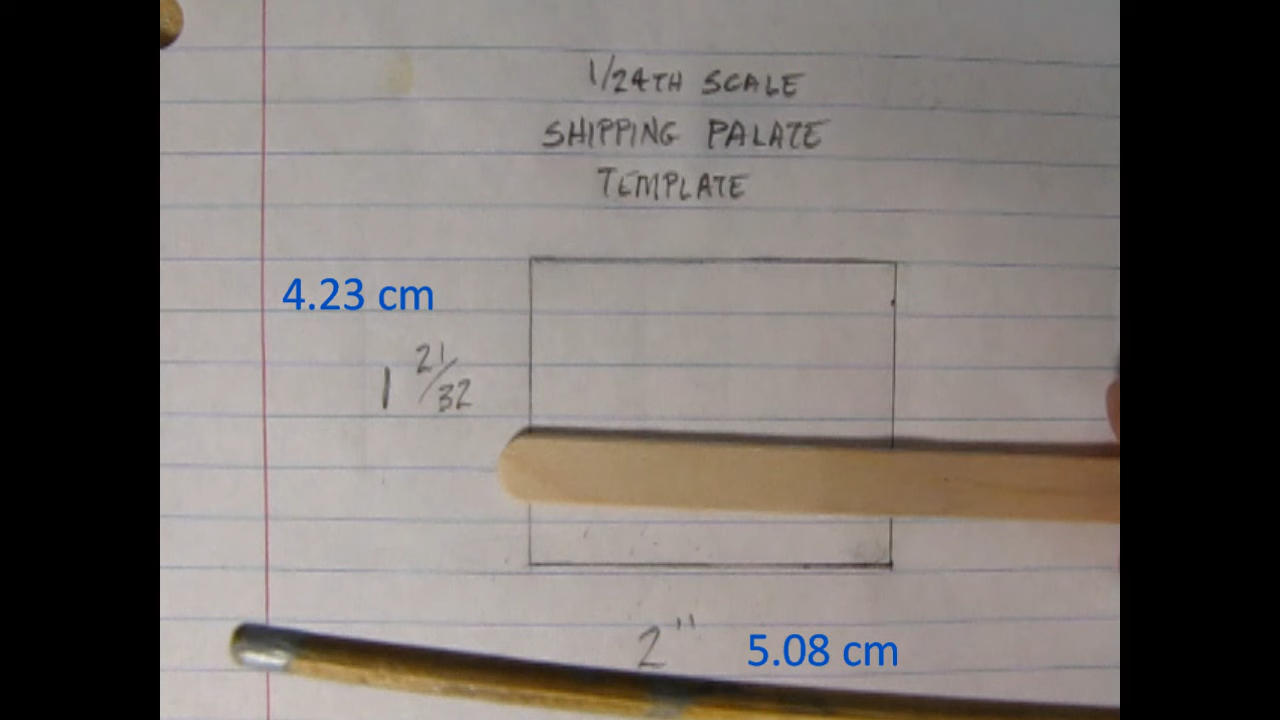 1/24TH SCALE
SHIPPING PALATE
TEMPLATE
4.23 cm
1 21/32
2" 5.08 cm